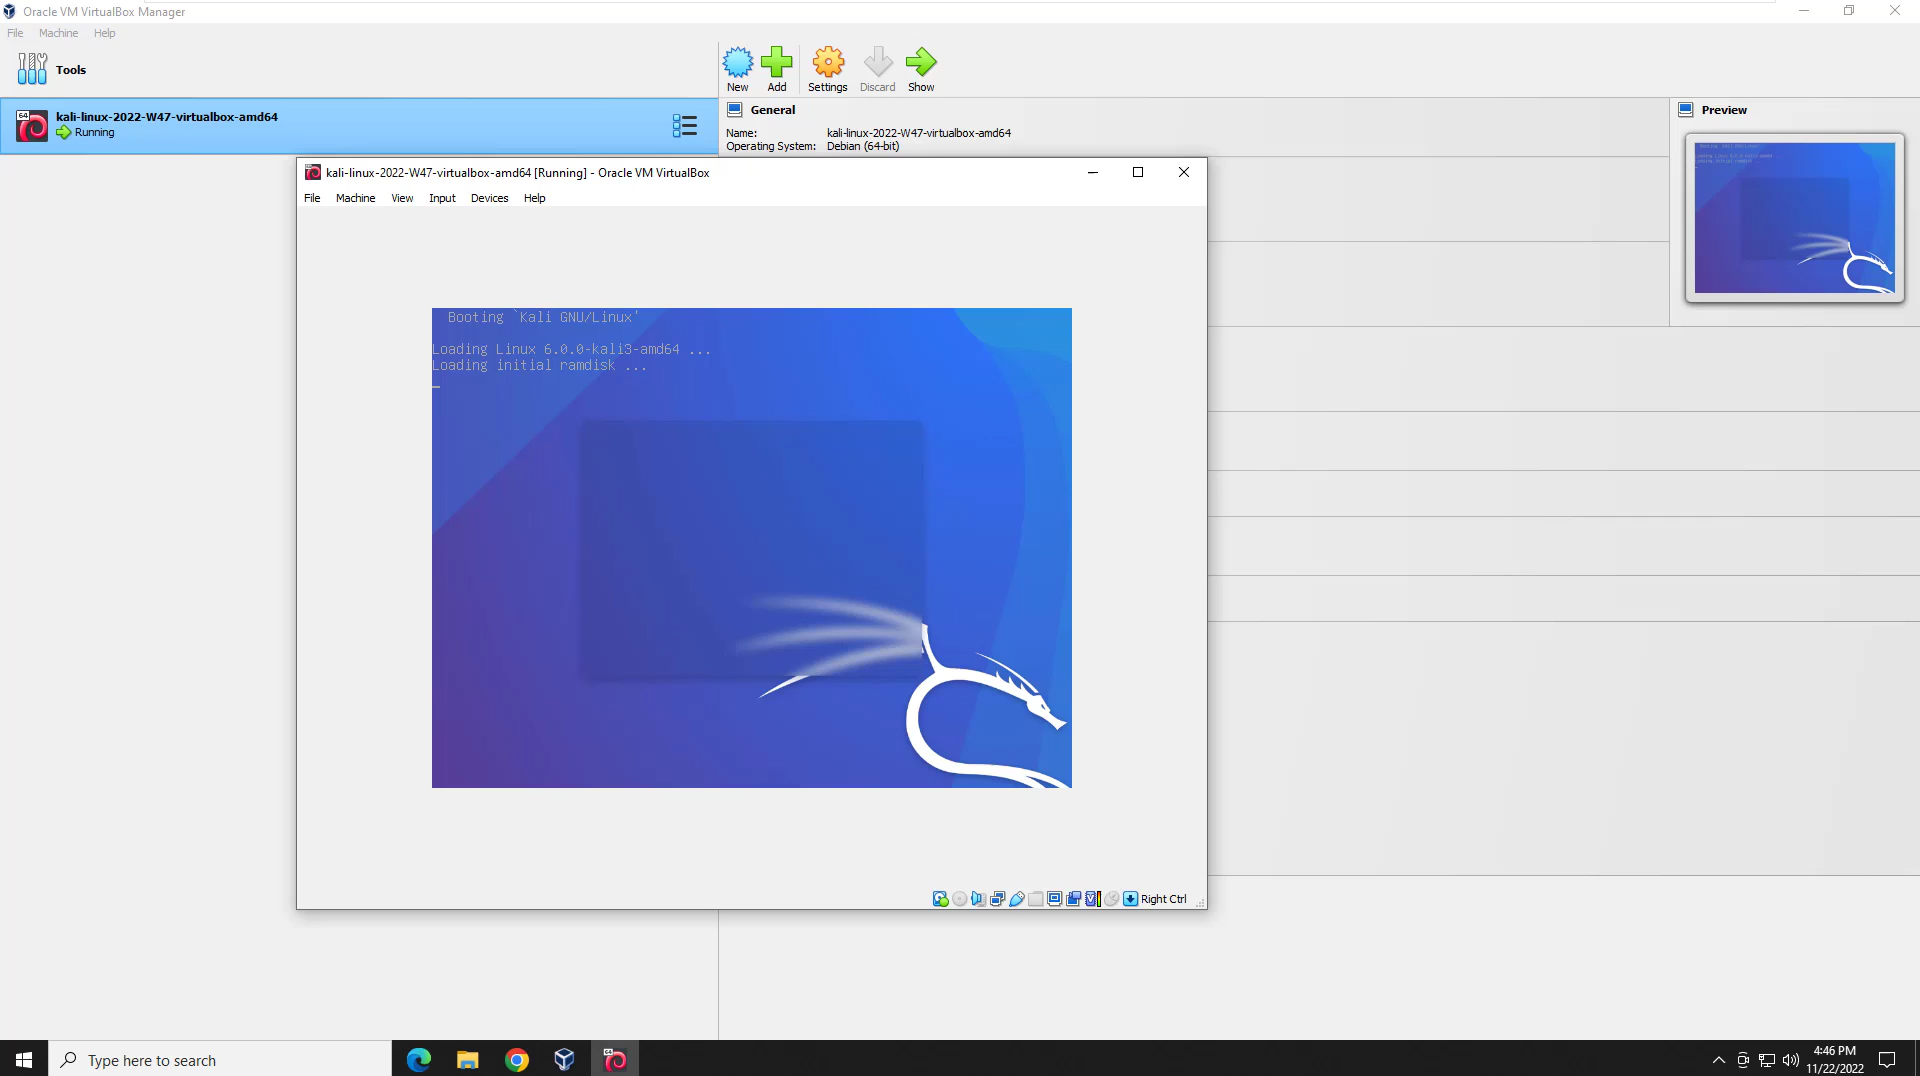 Oracle VM VirtualBox Manager
File Machine Help
Tools
New Add Settings Discard Show
64
kali-linux-2022-W47-virtualbox-amd64
Running
General
Name: kali-linux-2022-W47-virtualbox-amd64
Operating System: Debian (64-bit)
Preview
kali-linux-2022-W47-virtualbox-amd64 [Running] - Oracle VM VirtualBox
File Machine View Input Devices Help
Booting `Kali GNU/Linux'
Loading Linux 6.0.0-kali3-amd64 ...
Loading initial ramdisk ...
Right Ctrl
Type here to search
64
4:46 PM
11/22/2022